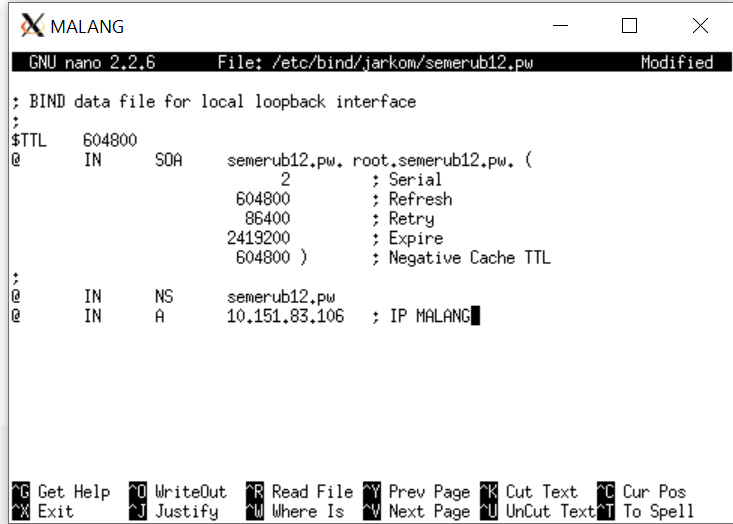 MALANG
GNU nano 2.2.6 File: /etc/bind/jarkom/semerub12.pw Modified
; BIND data file for local loopback interface
;
$TTL 604800
@ IN SOA semerub12.pw. root.semerub12.pw. (
2 ; Serial
604800 ; Refresh
86400 ; Retry
2419200 ; Expire
604800 ) ; Negative Cache TTL
;
@ IN NS semerub12.pw
@ IN A 10.151.83.106 ; IP MALANG
^G Get Help ^O WriteOut ^R Read File ^Y Prev Page ^K Cut Text ^C Cur Pos
^X Exit ^J Justify ^W Where Is ^V Next Page ^U UnCut Text ^T To Spell